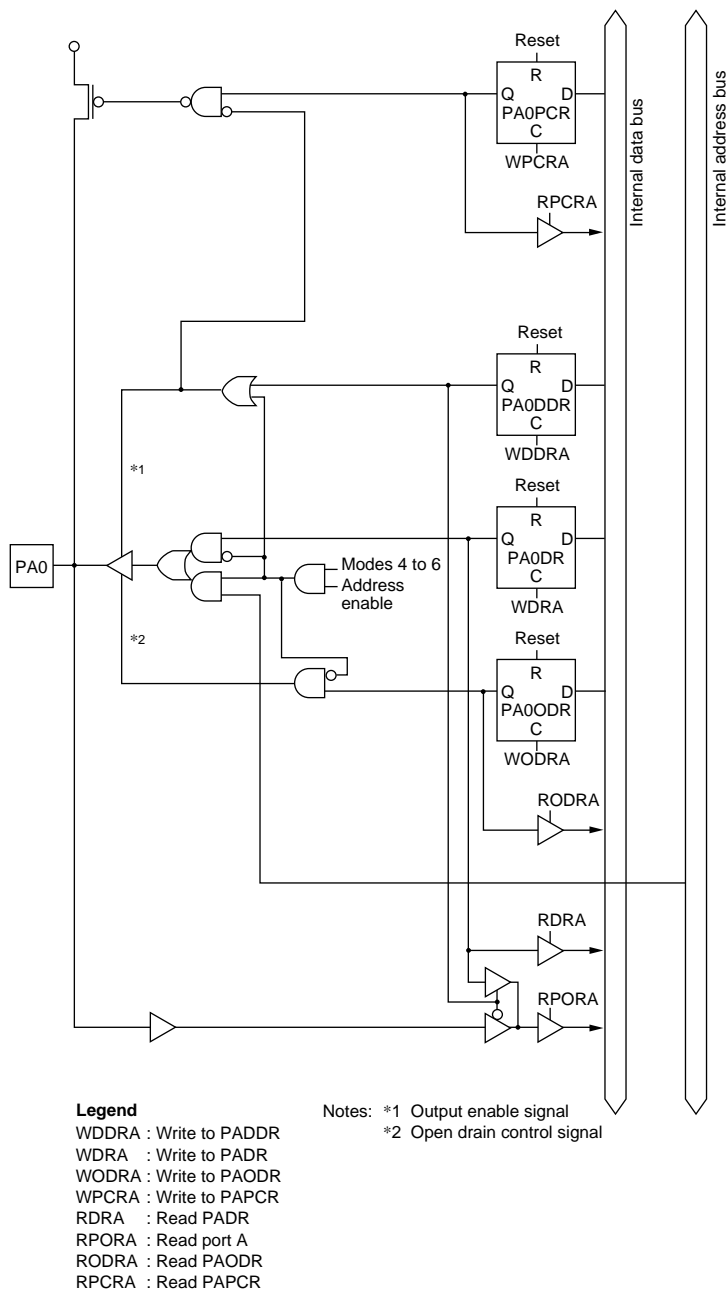 Reset
R
Q D
PA0PCR
C
WPCRA
RPCRA
Internal data bus
Internal address bus
Reset
R
Q D
PA0DDR
C
WDDRA
*1
Reset
R
Q D
PA0DR
C
WDRA
PA0
Modes 4 to 6
Address
enable
*2
Reset
R
Q D
PA0ODR
C
WODRA
RODRA
RDRA
RPORA
Legend
WDDRA : Write to PADDR
WDRA : Write to PADR
WODRA : Write to PAODR
WPCRA : Write to PAPCR
RDRA : Read PADR
RPORA : Read port A
RODRA : Read PAODR
RPCRA : Read PAPCR
Notes: *1 Output enable signal
*2 Open drain control signal